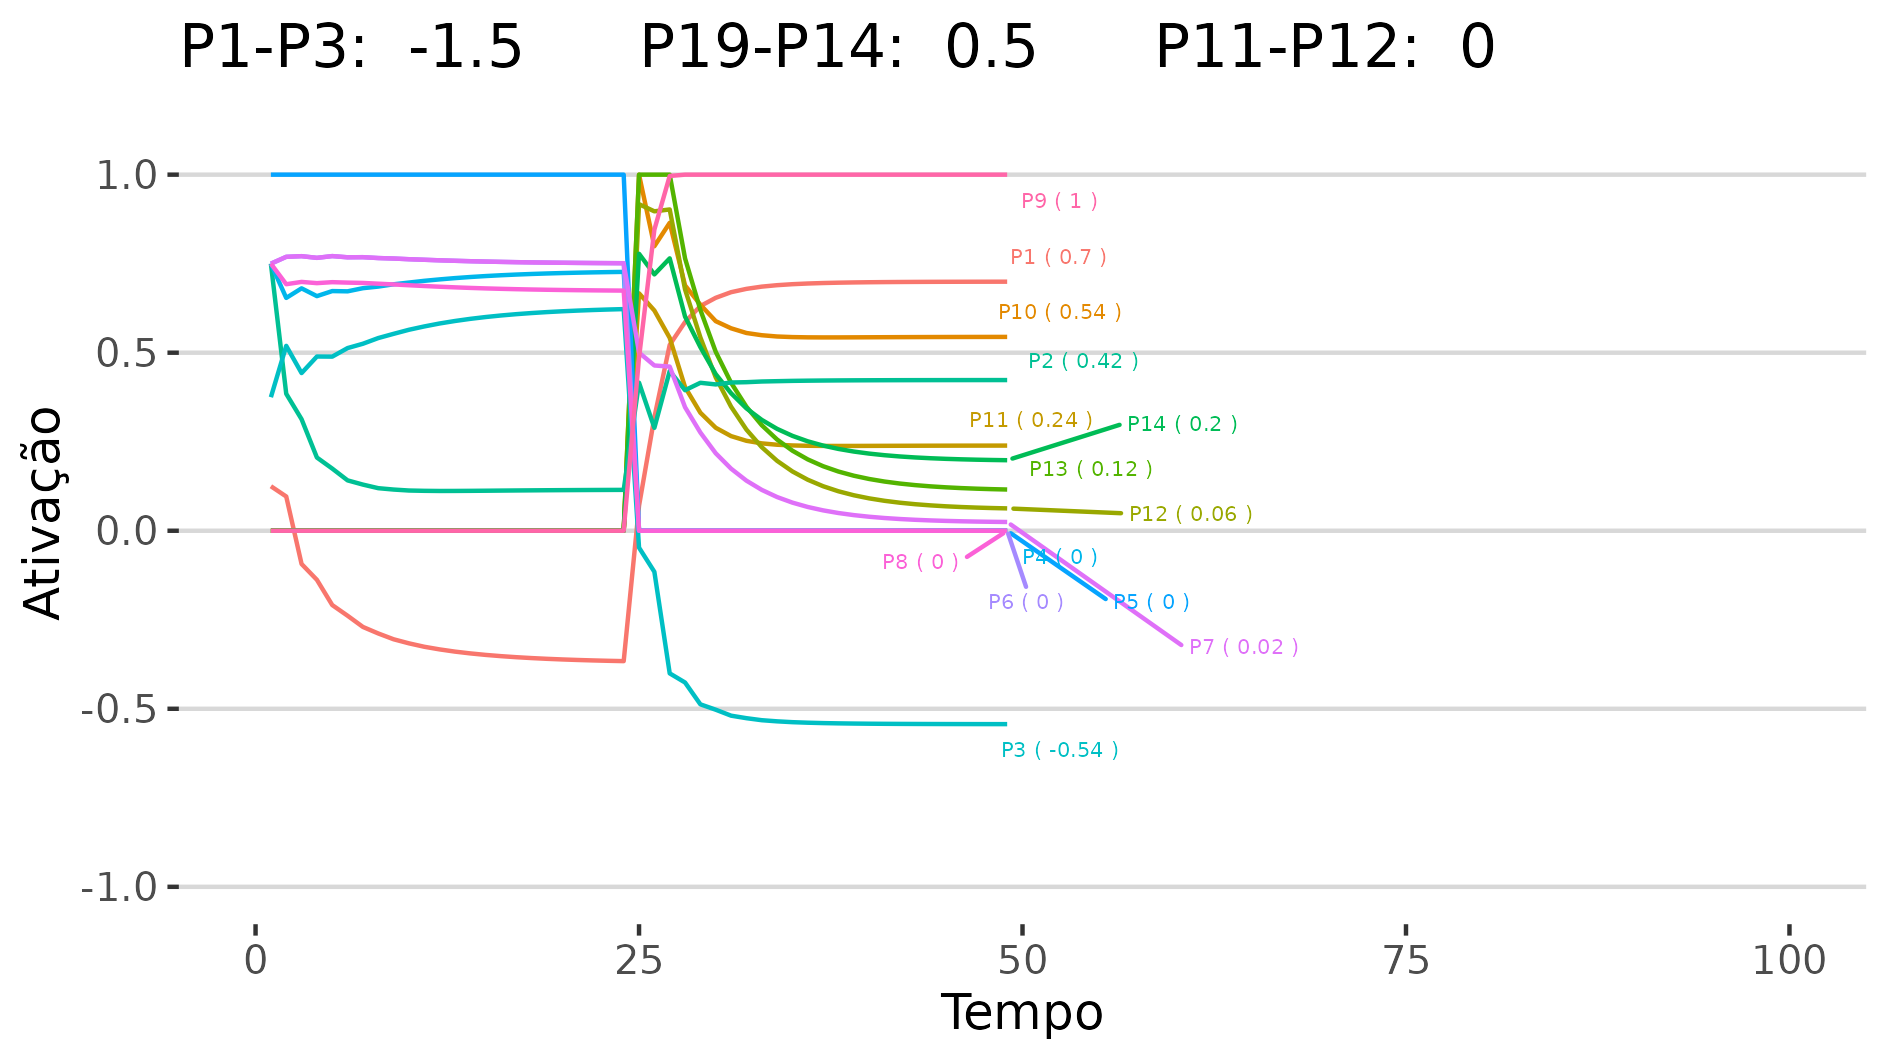 P1-P3: -1.5 P19-P14: 0.5 P11-P12: 0
1.0
P9 ( 1 )
P1 ( 0.7 )
P10 ( 0.54 )
0.5
P2 ( 0.42 )
P11 ( 0.24 )
P14 ( 0.2 )
P13 ( 0.12 )
P12 ( 0.06 )
0.0
P4 ( 0 )
P8 ( 0 )
P6 ( 0 )
P5 ( 0 )
P7 ( 0.02 )
-0.5
P3 ( -0.54 )
-1.0
Ativação
0 25 50 75 100
Tempo